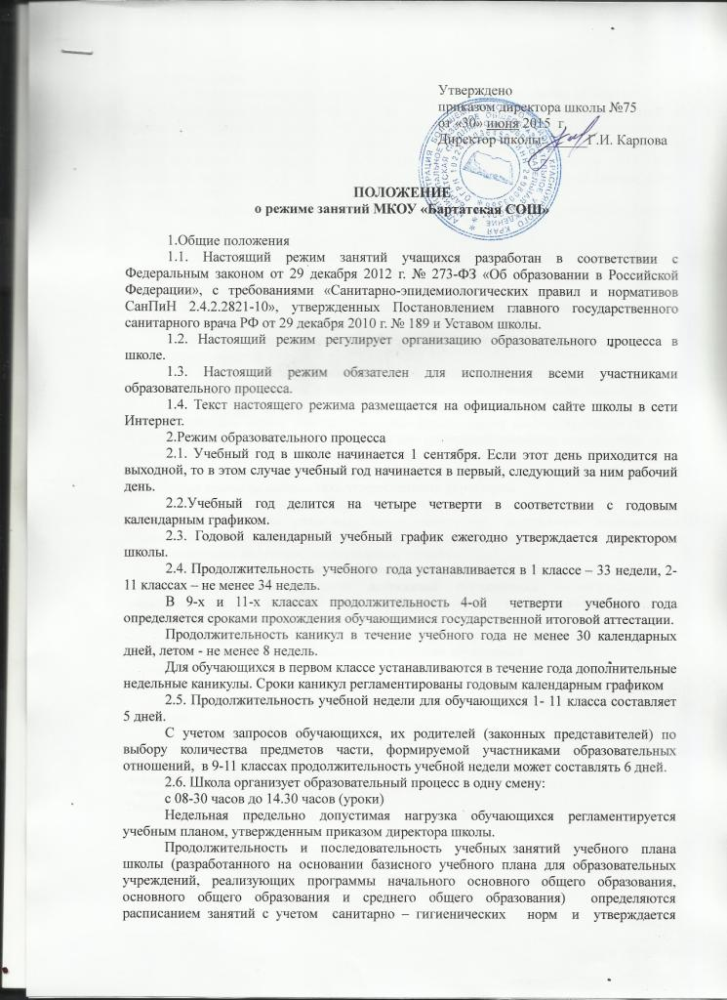 Утверждено
приказом директора школы №75
от «30» июня 2015 г.
Директор школы: Г.И. Карпова
ПОЛОЖЕНИЕ
о режиме занятий МКОУ «Бартатская СОШ»
1.Общие положения
1.1. Настоящий режим занятий учащихся разработан в соответствии с
Федеральным законом от 29 декабря 2012 г. № 273-ФЗ «Об образовании в Российской
Федерации», с требованиями «Санитарно-эпидемиологических правил и нормативов
СанПиН 2.4.2.2821-10», утвержденных Постановлением главного государственного
санитарного врача РФ от 29 декабря 2010 г. № 189 и Уставом школы.
1.2. Настоящий режим регулирует организацию образовательного процесса в
школе.
1.3. Настоящий режим обязателен для исполнения всеми участниками
образовательного процесса.
1.4. Текст настоящего режима размещается на официальном сайте школы в сети
Интернет.
2.Режим образовательного процесса
2.1. Учебный год в школе начинается 1 сентября. Если этот день приходится на
выходной, то в этом случае учебный год начинается в первый, следующий за ним рабочий
день.
2.2.Учебный год делится на четыре четверти в соответствии с годовым
календарным графиком.
2.3. Годовой календарный учебный график ежегодно утверждается директором
школы.
2.4. Продолжительность учебного года устанавливается в 1 классе – 33 недели, 2-
11 классах – не менее 34 недель.
В 9-х и 11-х классах продолжительность 4-ой четверти учебного года
определяется сроками прохождения обучающимися государственной итоговой аттестации.
Продолжительность каникул в течение учебного года не менее 30 календарных
дней, летом - не менее 8 недель.
Для обучающихся в первом классе устанавливаются в течение года дополнительные
недельные каникулы. Сроки каникул регламентированы годовым календарным графиком
2.5. Продолжительность учебной недели для обучающихся 1- 11 класса составляет
5 дней.
С учетом запросов обучающихся, их родителей (законных представителей) по
выбору количества предметов части, формируемой участниками образовательных
отношений, в 9-11 классах продолжительность учебной недели может составлять 6 дней.
2.6. Школа организует образовательный процесс в одну смену:
с 08-30 часов до 14.30 часов (уроки)
Недельная предельно допустимая нагрузка обучающихся регламентируется
учебным планом, утвержденным приказом директора школы.
Продолжительность и последовательность учебных занятий учебного плана
школы (разработанного на основании базисного учебного плана для образовательных
учреждений, реализующих программы начального основного общего образования,
основного общего образования и среднего общего образования) определяются
расписанием занятий с учетом санитарно – гигиенических норм и утверждается